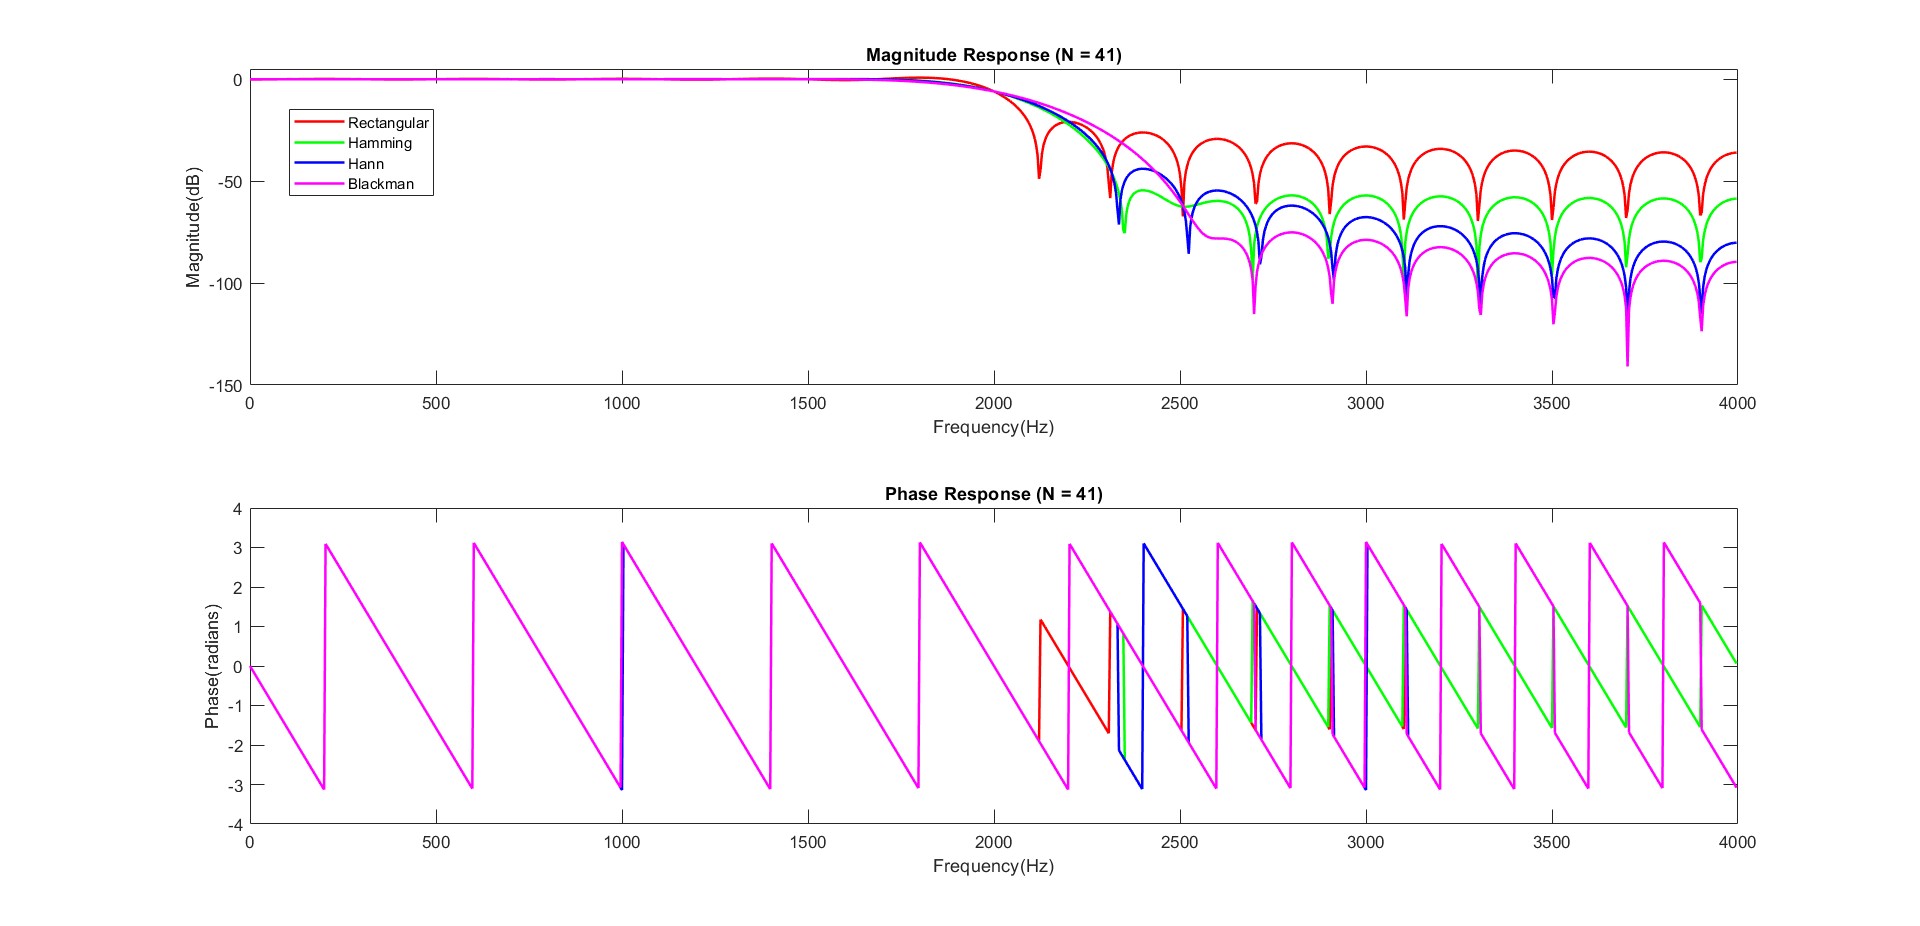 Magnitude Response (N = 41)
0
-50
-100
-150
Magnitude(dB)
Rectangular
Hamming
Hann
Blackman
0 500 1000 1500 2000 2500 3000 3500 4000
Frequency(Hz)
Phase Response (N = 41)
4
3
2
1
0
-1
-2
-3
-4
Phase(radians)
0 500 1000 1500 2000 2500 3000 3500 4000
Frequency(Hz)